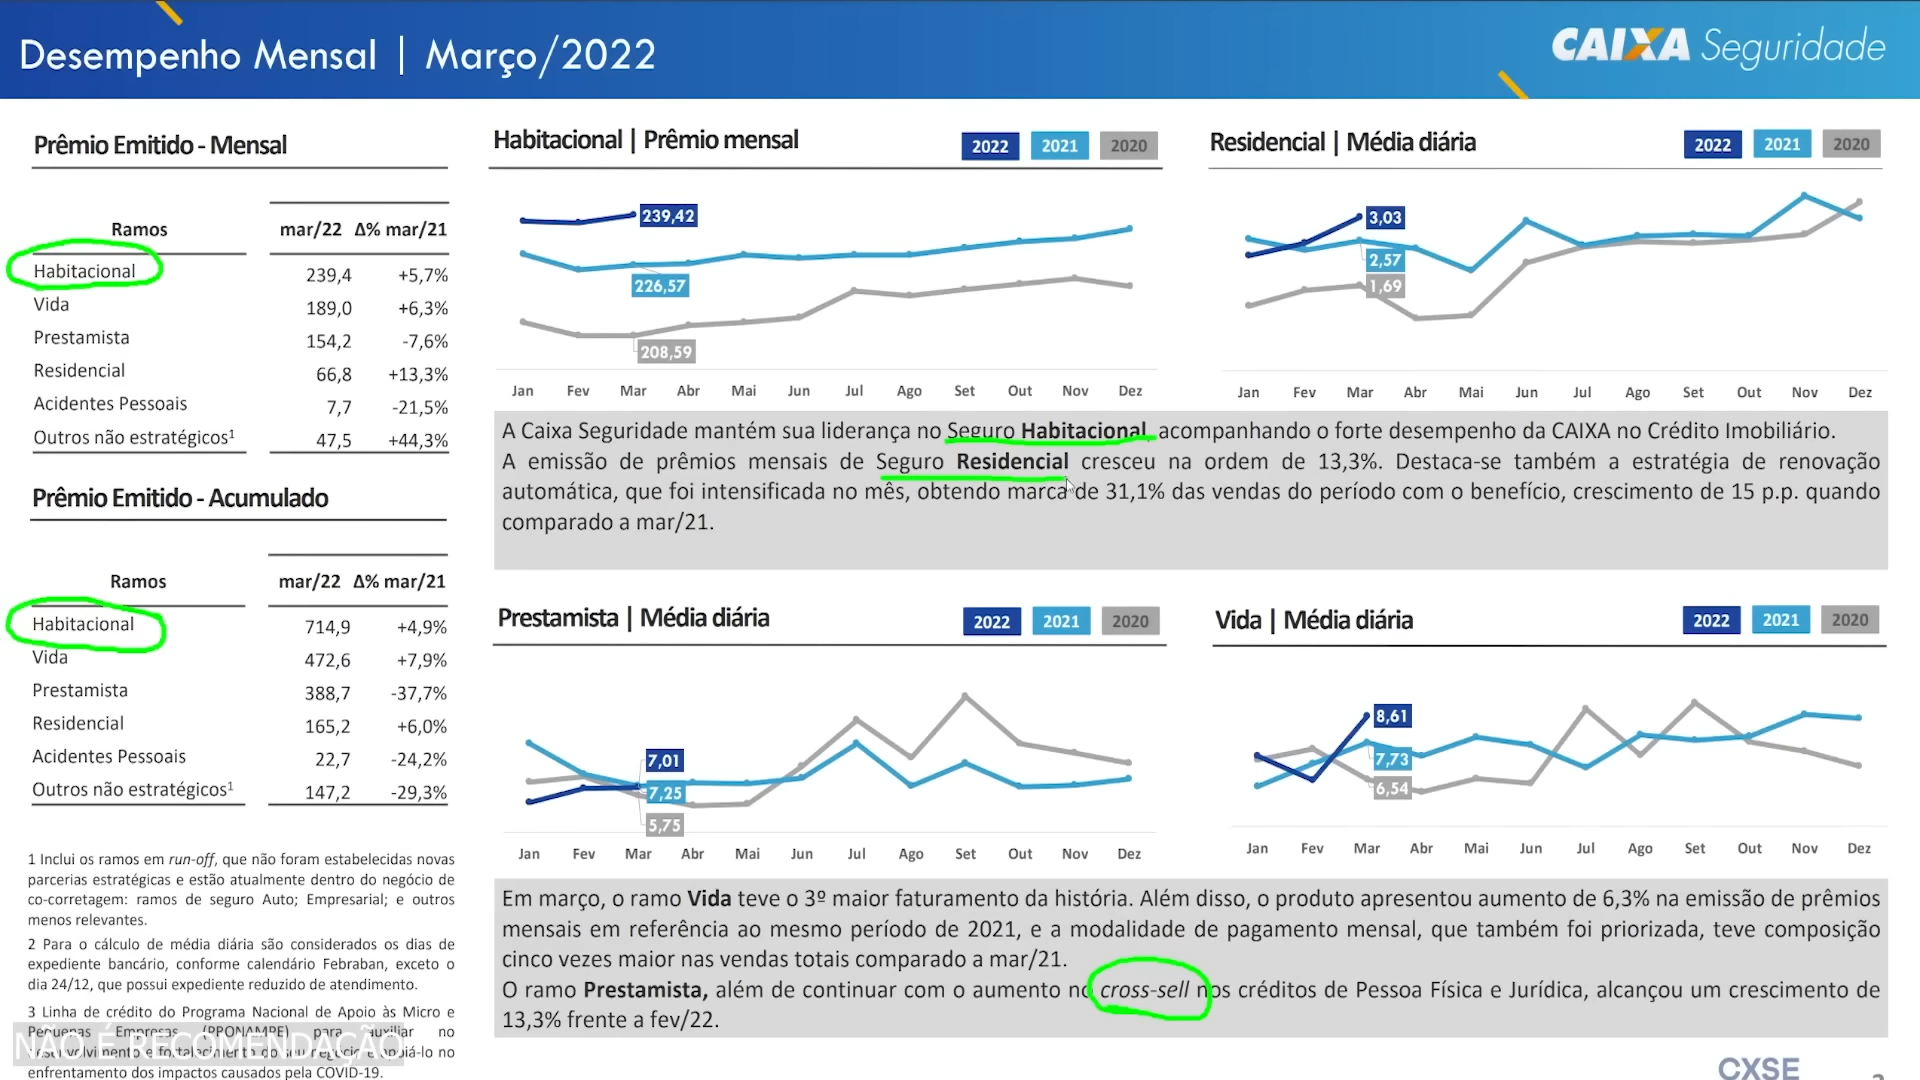 Desempenho Mensal | Março/2022
CAIXA Seguridade
Prêmio Emitido - Mensal
Ramos mar/22 Δ% mar/21
Habitacional 239,4 +5,7%
Vida 189,0 +6,3%
Prestamista 154,2 -7,6%
Residencial 66,8 +13,3%
Acidentes Pessoais 7,7 -21,5%
Outros não estratégicos¹ 47,5 +44,3%
Prêmio Emitido - Acumulado
Ramos mar/22 Δ% mar/21
Habitacional 714,9 +4,9%
Vida 472,6 +7,9%
Prestamista 388,7 -37,7%
Residencial 165,2 +6,0%
Acidentes Pessoais 22,7 -24,2%
Outros não estratégicos¹ 147,2 -29,3%
1 Inclui os ramos em run-off, que não foram estabelecidas novas
parcerias estratégicas e estão atualmente dentro do negócio de
co-corretagem: ramos de seguro Auto; Empresarial; e outros
menos relevantes.
2 Para o cálculo de média diária são considerados os dias de
expediente bancário, conforme calendário Febraban, exceto o
dia 24/12, que possui expediente reduzido de atendimento.
3 Linha de crédito do Programa Nacional de Apoio às Micro e
Pequenas Empresas (PRONAMPE) para auxiliar no
desenvolvimento e fortalecimento do seu negócio e apoiá-lo no
enfrentamento dos impactos causados pela COVID-19.
NÃO É RECOMENDAÇÃO
Habitacional | Prêmio mensal
2022 2021 2020
239,42
226,57
208,59
Jan Fev Mar Abr Mai Jun Jul Ago Set Out Nov Dez
Residencial | Média diária
2022 2021 2020
3,03
2,57
1,69
Jan Fev Mar Abr Mai Jun Jul Ago Set Out Nov Dez
A Caixa Seguridade mantém sua liderança no Seguro Habitacional, acompanhando o forte desempenho da CAIXA no Crédito Imobiliário.
A emissão de prêmios mensais de Seguro Residencial cresceu na ordem de 13,3%. Destaca-se também a estratégia de renovação
automática, que foi intensificada no mês, obtendo marca de 31,1% das vendas do período com o benefício, crescimento de 15 p.p. quando
comparado a mar/21.
Prestamista | Média diária
2022 2021 2020
7,01
7,25
5,75
Jan Fev Mar Abr Mai Jun Jul Ago Set Out Nov Dez
Vida | Média diária
2022 2021 2020
8,61
7,73
6,54
Jan Fev Mar Abr Mai Jun Jul Ago Set Out Nov Dez
Em março, o ramo Vida teve o 3º maior faturamento da história. Além disso, o produto apresentou aumento de 6,3% na emissão de prêmios
mensais em referência ao mesmo período de 2021, e a modalidade de pagamento mensal, que também foi priorizada, teve composição
cinco vezes maior nas vendas totais comparado a mar/21.
O ramo Prestamista, além de continuar com o aumento no cross-sell nos créditos de Pessoa Física e Jurídica, alcançou um crescimento de
13,3% frente a fev/22.
CXSE